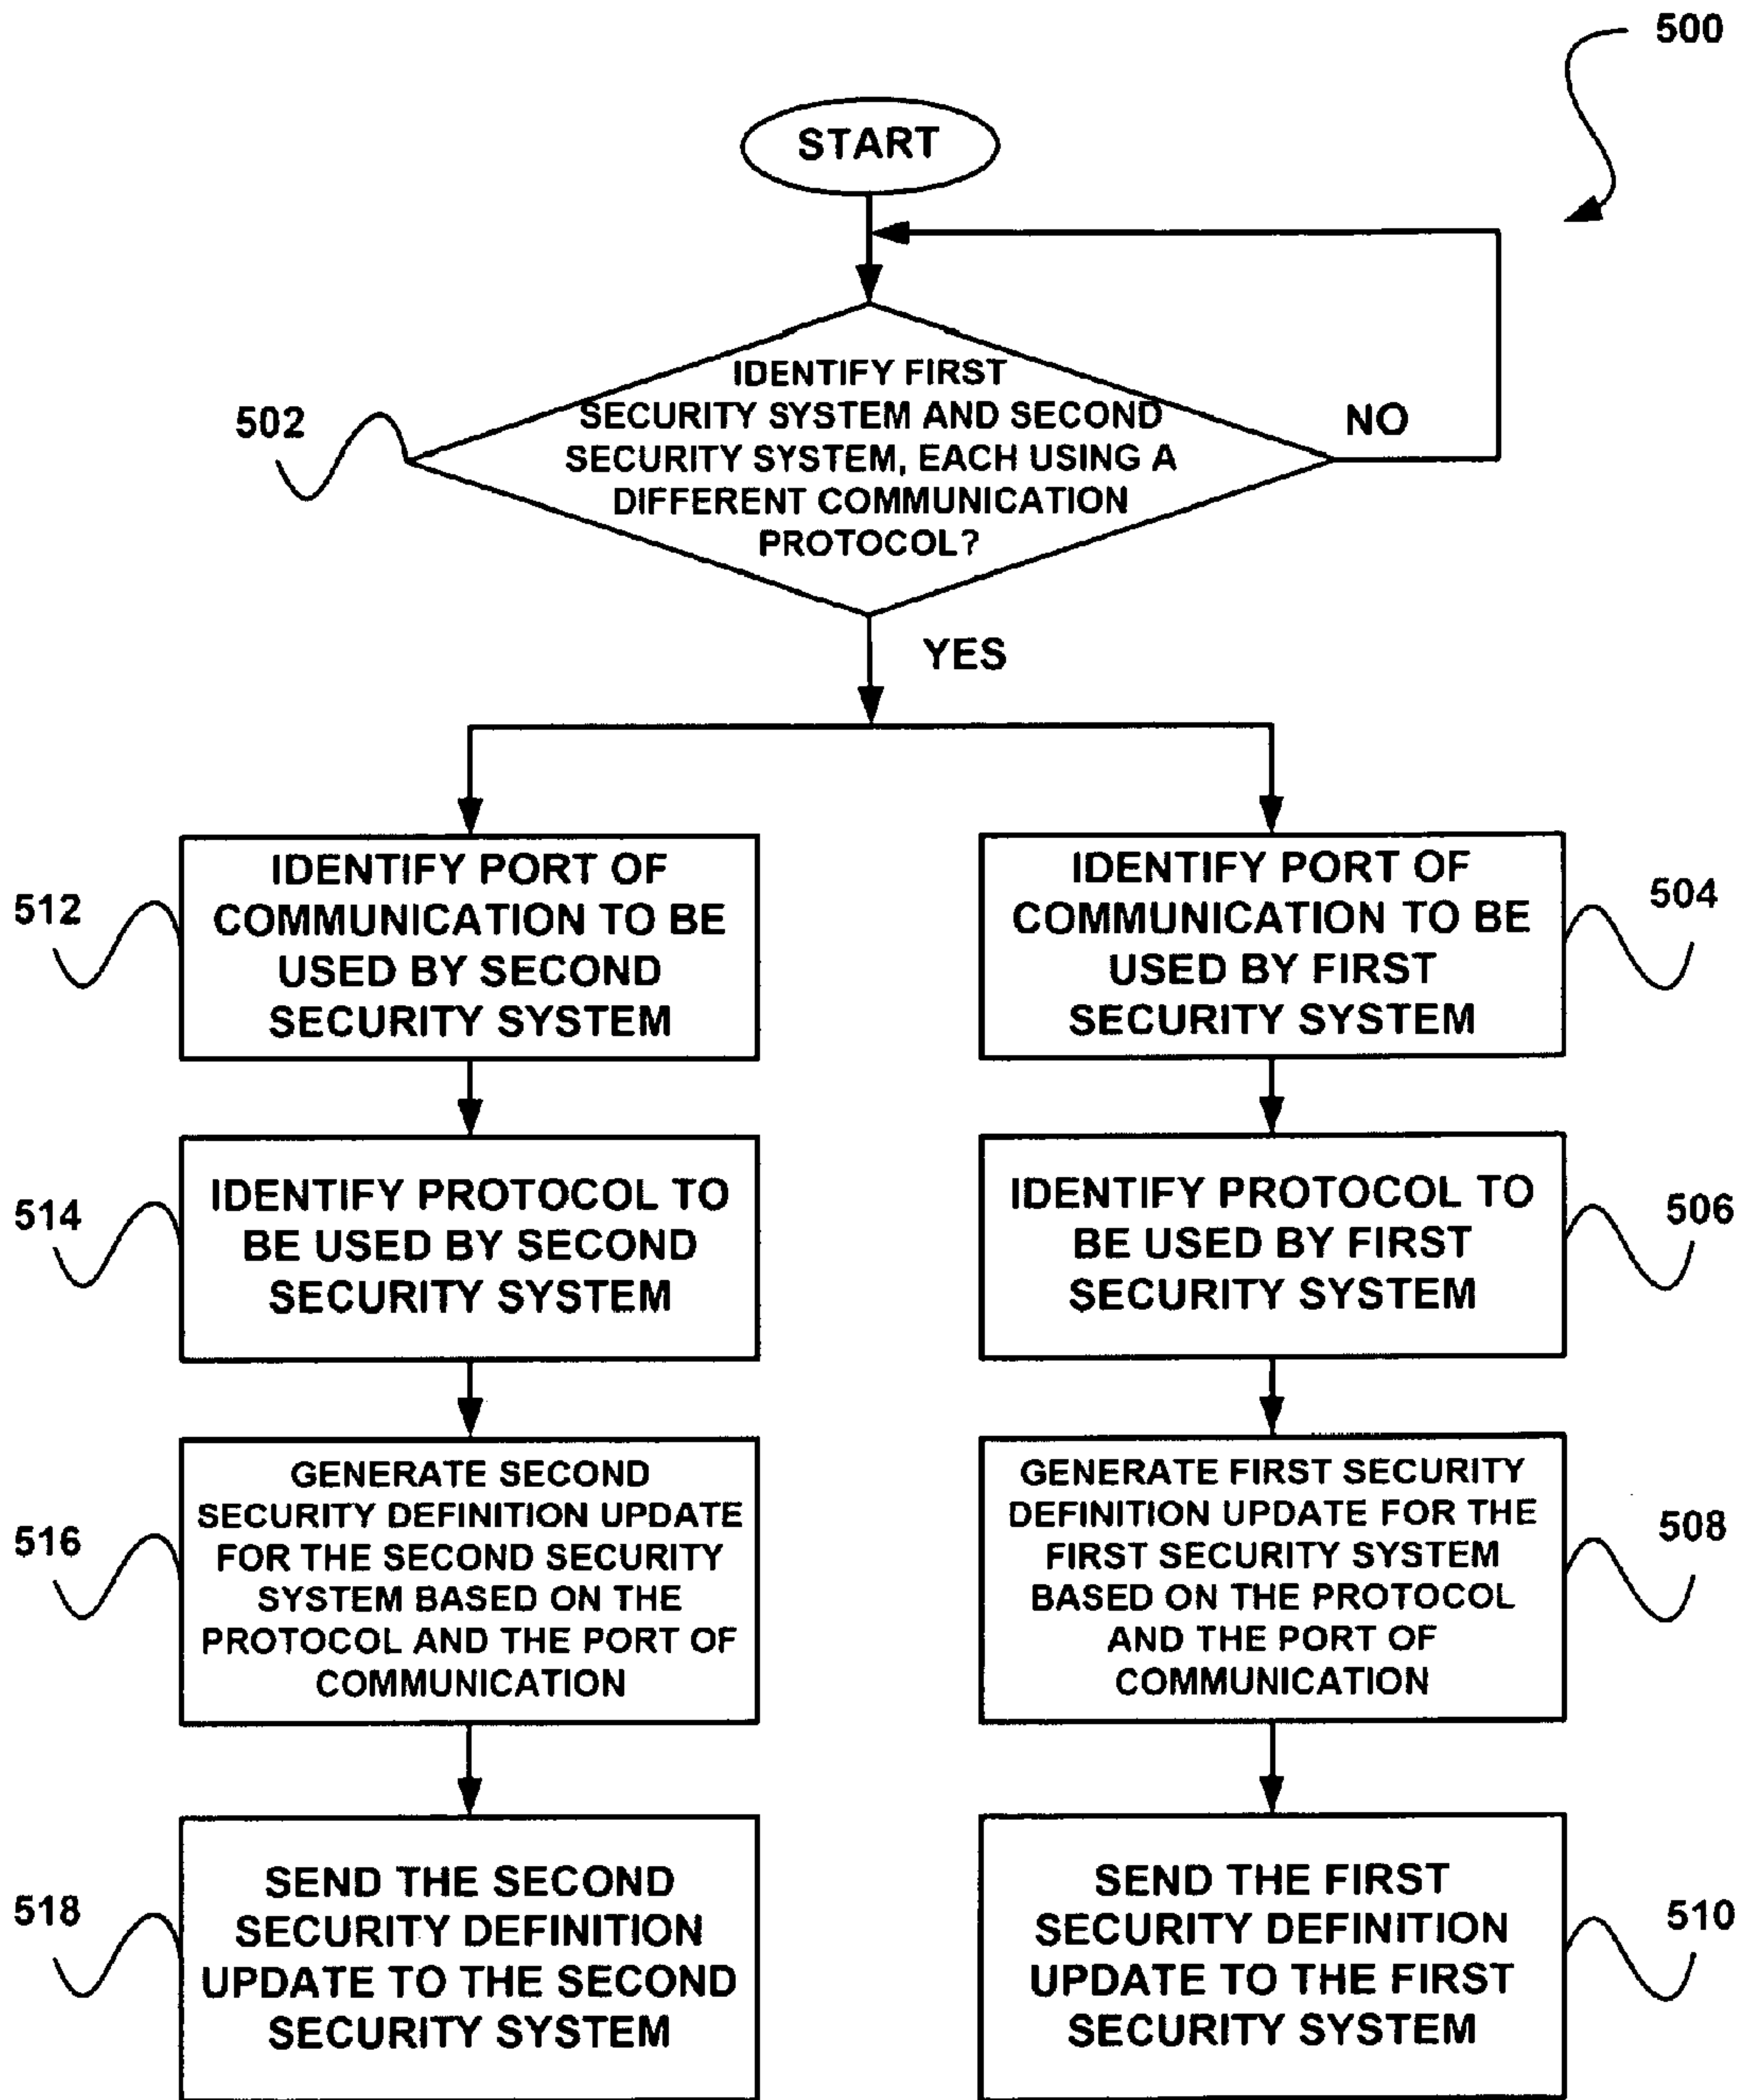 500
START
IDENTIFY FIRST
SECURITY SYSTEM AND SECOND
SECURITY SYSTEM, EACH USING A
DIFFERENT COMMUNICATION
PROTOCOL?
502
NO
YES
512
IDENTIFY PORT OF
COMMUNICATION TO BE
USED BY SECOND
SECURITY SYSTEM
IDENTIFY PORT OF
COMMUNICATION TO BE
USED BY FIRST
SECURITY SYSTEM
504
514
IDENTIFY PROTOCOL TO
BE USED BY SECOND
SECURITY SYSTEM
IDENTIFY PROTOCOL TO
BE USED BY FIRST
SECURITY SYSTEM
506
516
GENERATE SECOND
SECURITY DEFINITION UPDATE
FOR THE SECOND SECURITY
SYSTEM BASED ON THE
PROTOCOL AND THE PORT OF
COMMUNICATION
GENERATE FIRST SECURITY
DEFINITION UPDATE FOR THE
FIRST SECURITY SYSTEM
BASED ON THE PROTOCOL
AND THE PORT OF
COMMUNICATION
508
518
SEND THE SECOND
SECURITY DEFINITION
UPDATE TO THE SECOND
SECURITY SYSTEM
SEND THE FIRST
SECURITY DEFINITION
UPDATE TO THE FIRST
SECURITY SYSTEM
510